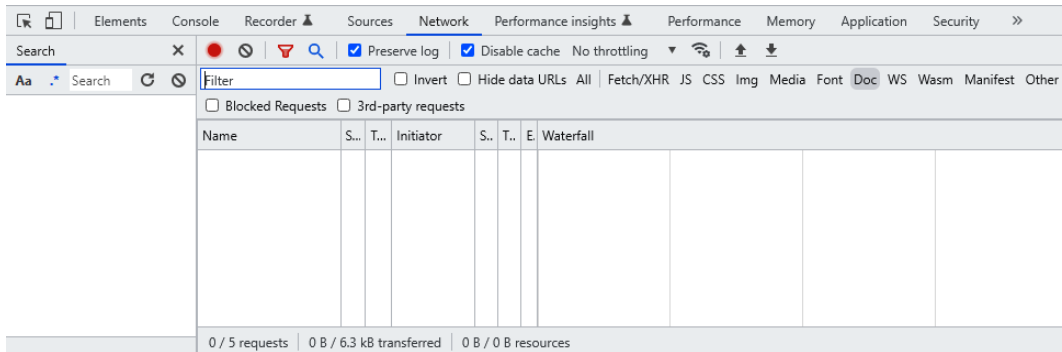 Elements Console Recorder Sources Network Performance insights Performance Memory Application Security »
Search Preserve log Disable cache No throttling
Aa .* Search Filter Invert Hide data URLs All Fetch/XHR JS CSS Img Media Font Doc WS Wasm Manifest Other
Blocked Requests 3rd-party requests
Name S... T... Initiator S.. T.. E. Waterfall
0 / 5 requests 0 B / 6.3 kB transferred 0 B / 0 B resources